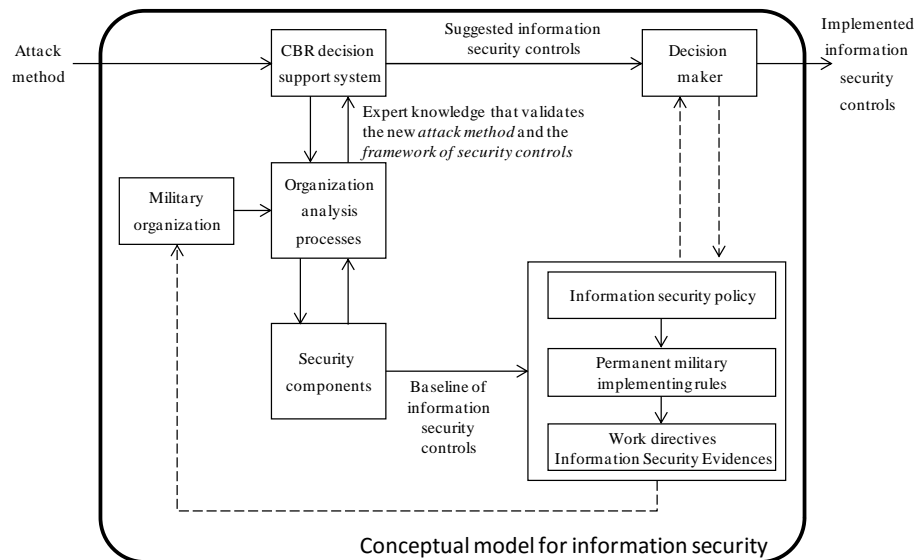 Attack
method
CBR decision
support system
Suggested information
security controls
Decision
maker
Implemented
information
security
controls
Expert knowledge that validates
the new attack method and the
framework of security controls
Military
organization
Organization
analysis
processes
Security
components
Baseline of
information
security
controls
Information security policy
Permanent military
implementing rules
Work directives
Information Security Evidences
Conceptual model for information security